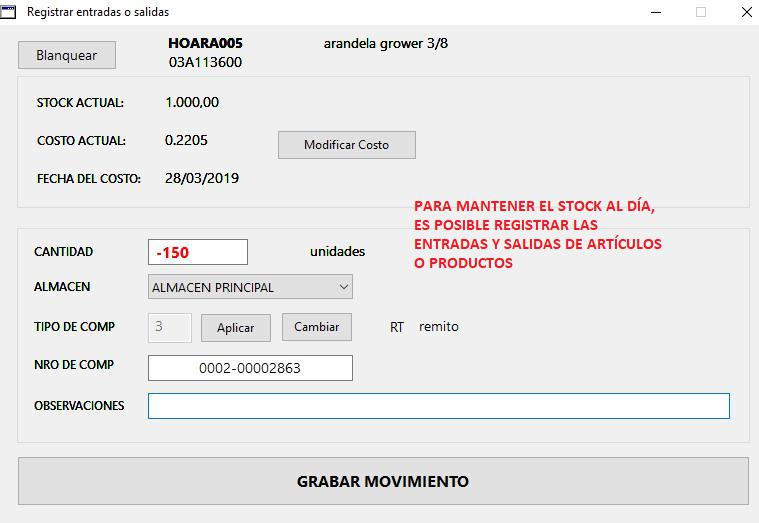 Registrar entradas o salidas
Blanquear
HOARA005 arandela grower 3/8
03A113600
STOCK ACTUAL: 1.000,00
COSTO ACTUAL: 0.2205 Modificar Costo
FECHA DEL COSTO: 28/03/2019
PARA MANTENER EL STOCK AL DÍA,
ES POSIBLE REGISTRAR LAS
ENTRADAS Y SALIDAS DE ARTÍCULOS
O PRODUCTOS
CANTIDAD -150 unidades
ALMACEN ALMACEN PRINCIPAL
TIPO DE COMP 3 Aplicar Cambiar RT remito
NRO DE COMP 0002-00002863
OBSERVACIONES
GRABAR MOVIMIENTO